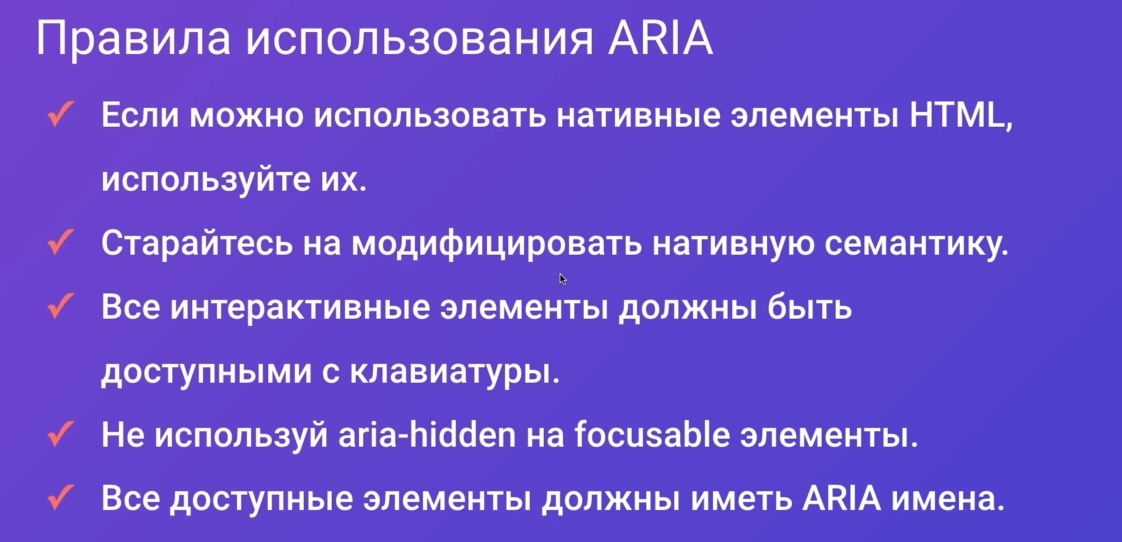 Правила использования ARIA
✓ Если можно использовать нативные элементы HTML,
используйте их.
✓ Старайтесь на модифицировать нативную семантику.
✓ Все интерактивные элементы должны быть
доступными с клавиатуры.
✓ Не используй aria-hidden на focusable элементы.
✓ Все доступные элементы должны иметь ARIA имена.